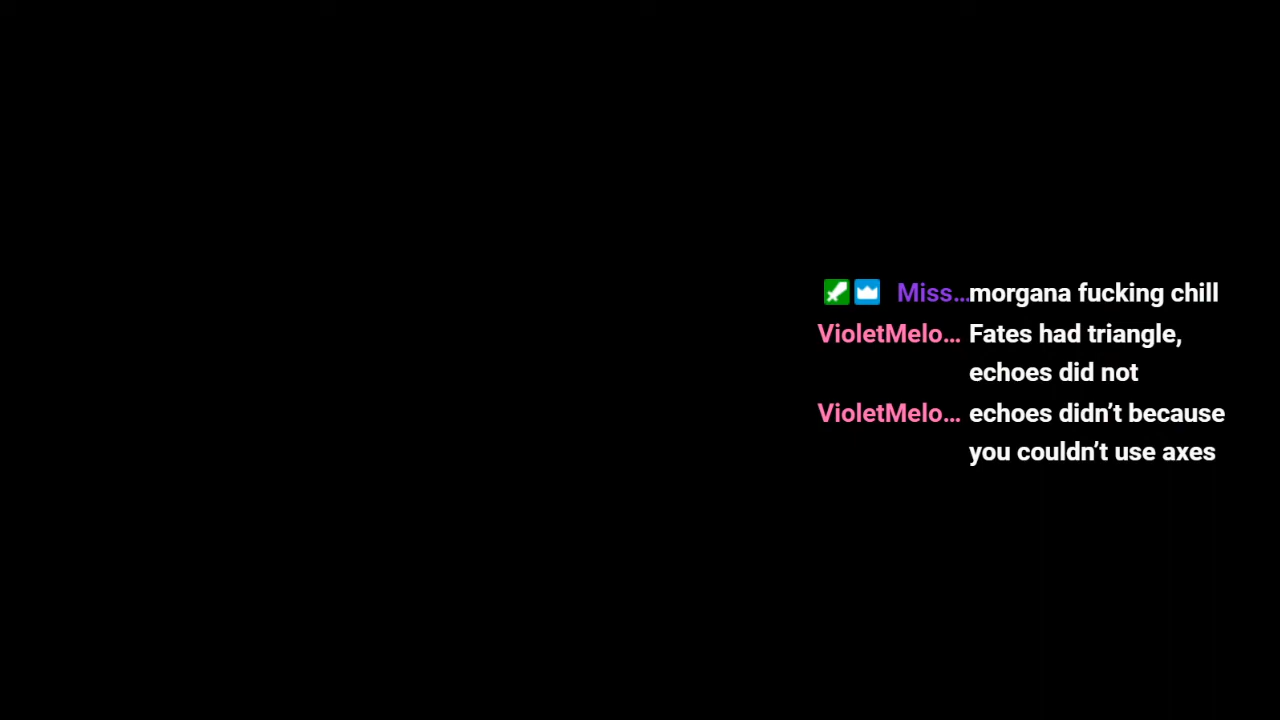 Miss…morgana fucking chill
VioletMelo… Fates had triangle,
echoes did not
VioletMelo… echoes didn’t because
you couldn’t use axes